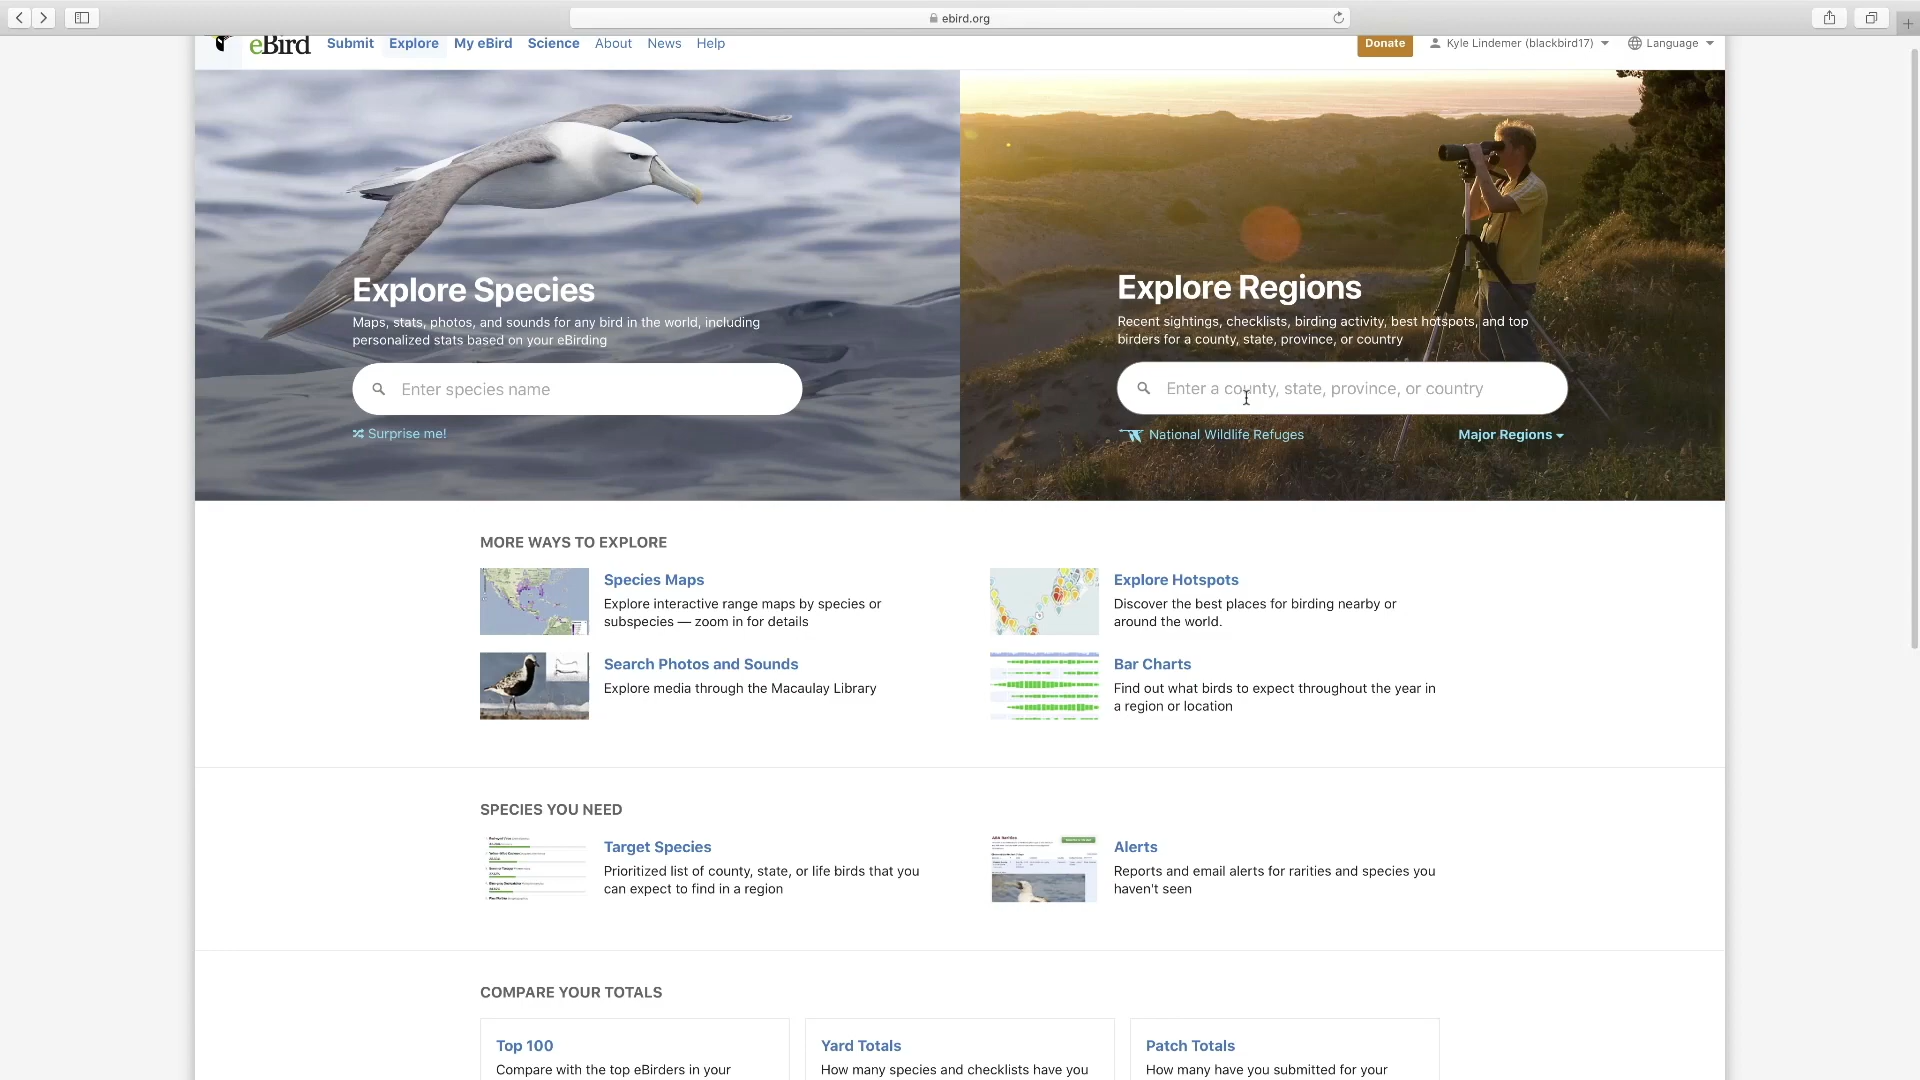 ebird.org
eBird Submit Explore My eBird Science About News Help Donate Kyle Lindemer (blackbird17) Language
Explore Species
Maps, stats, photos, and sounds for any bird in the world, including
personalized stats based on your eBirding
Enter species name
Surprise me!
Explore Regions
Recent sightings, checklists, birding activity, best hotspots, and top
birders for a county, state, province, or country
Enter a county, state, province, or country
National Wildlife Refuges Major Regions
MORE WAYS TO EXPLORE
Species Maps
Explore interactive range maps by species or
subspecies — zoom in for details
Explore Hotspots
Discover the best places for birding nearby or
around the world.
Search Photos and Sounds
Explore media through the Macaulay Library
Bar Charts
Find out what birds to expect throughout the year in
a region or location
SPECIES YOU NEED
Target Species
Prioritized list of county, state, or life birds that you
can expect to find in a region
Alerts
Reports and email alerts for rarities and species you
haven't seen
COMPARE YOUR TOTALS
Top 100
Compare with the top eBirders in your
Yard Totals
How many species and checklists have you
Patch Totals
How many have you submitted for your